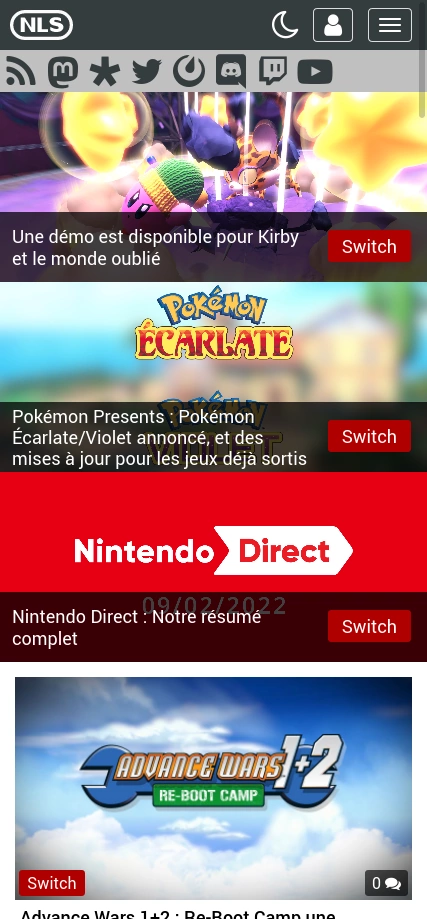 NLS
Une démo est disponible pour Kirby
et le monde oublié
Switch
POKÉMON
ÉCARLATE
POKÉMON
VIOLET
Pokémon Presents : Pokémon
Écarlate/Violet annoncé, et des
mises à jour pour les jeux déjà sortis
Switch
Nintendo Direct
09/02/2022
Nintendo Direct : Notre résumé
complet
Switch
ADVANCE WARS 1+2
RE-BOOT CAMP
Switch
0
Advance Wars 1+2 : Re-Boot Camp une